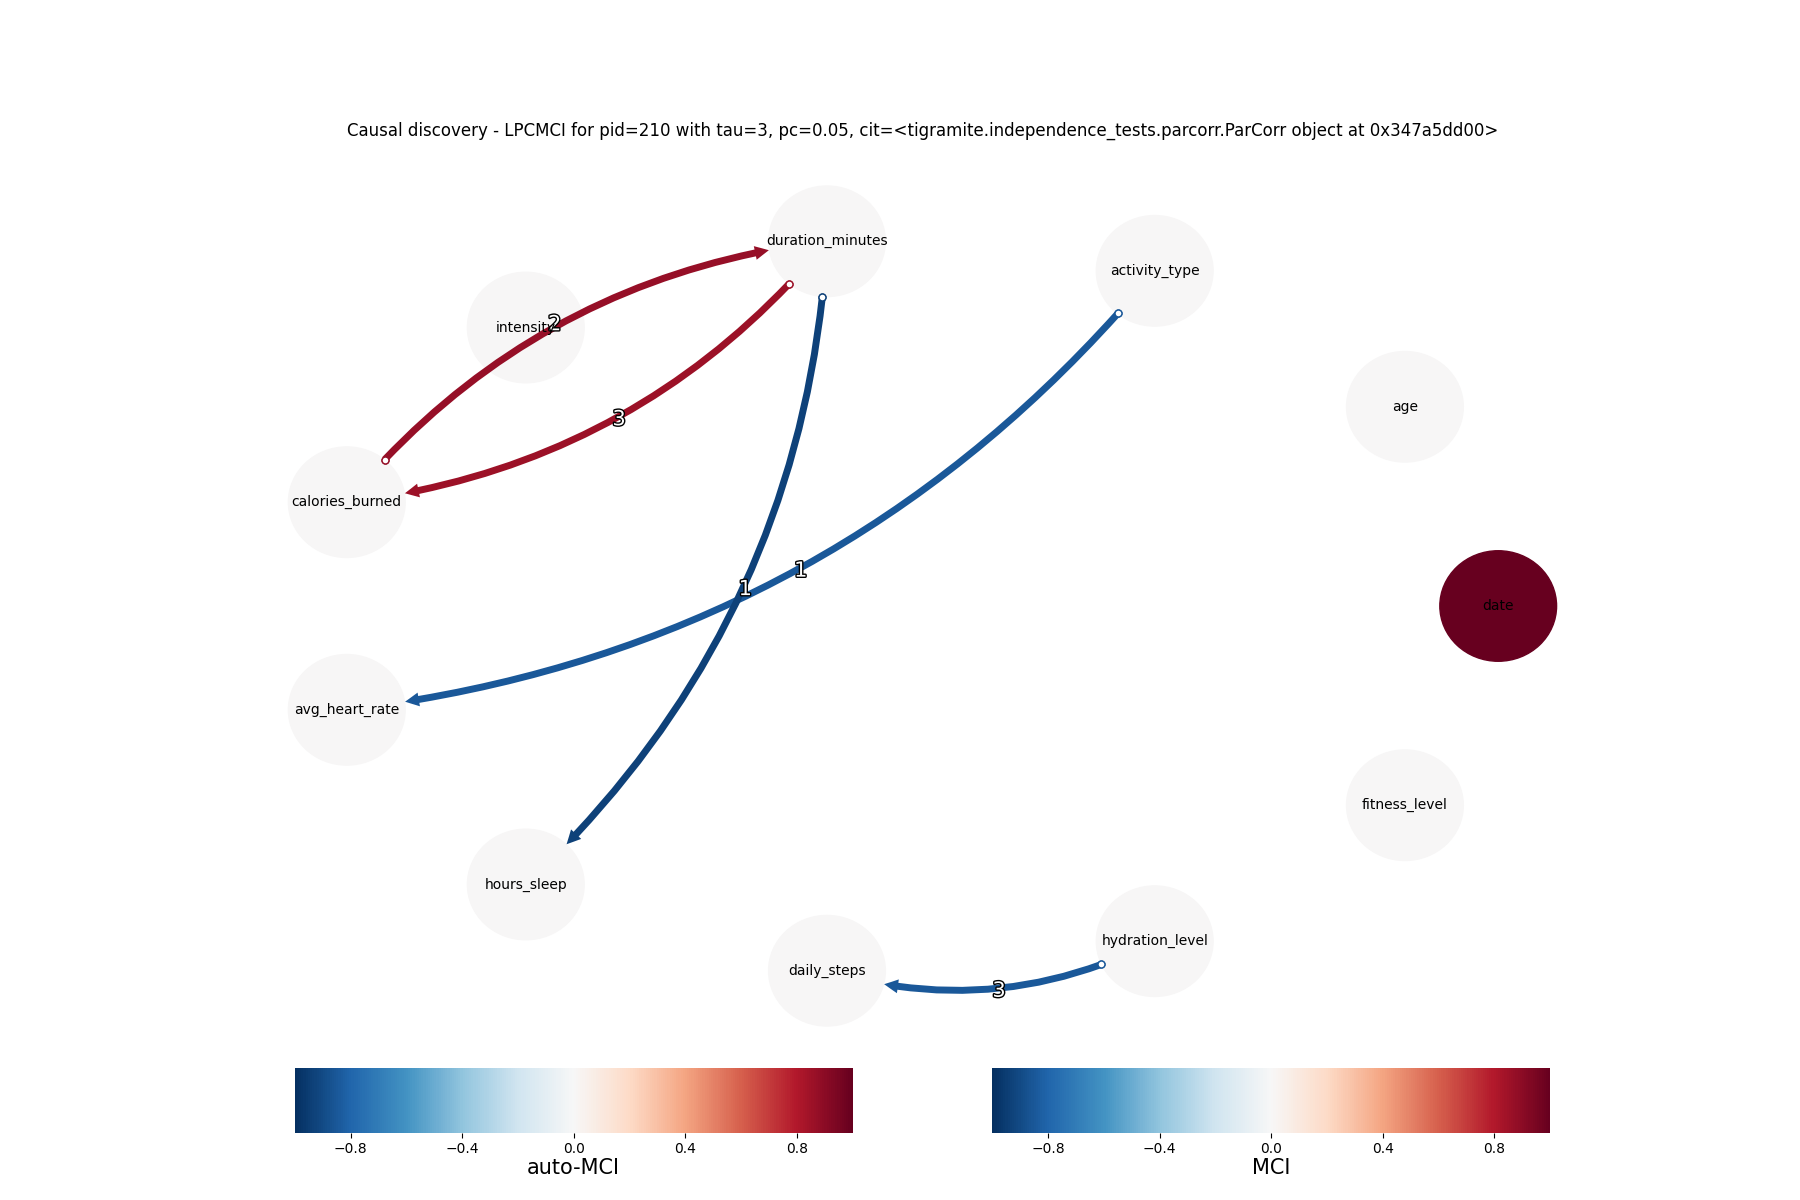 Causal discovery - LPCMCI for pid=210 with tau=3, pc=0.05, cit=<tigramite.independence_tests.parcorr.ParCorr object at 0x347a5dd00>
duration_minutes
activity_type
intensity
2
age
3
calories_burned
1
1
date
avg_heart_rate
fitness_level
hours_sleep
hydration_level
daily_steps
3
−0.8 −0.4 0.0 0.4 0.8
auto-MCI
−0.8 −0.4 0.0 0.4 0.8
MCI